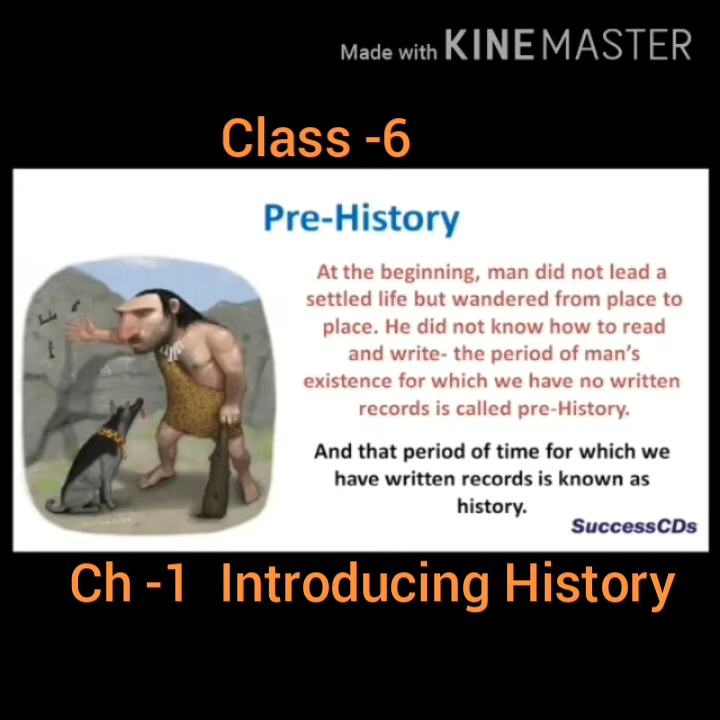 Made with KINEMASTER
Class -6
Pre-History
At the beginning, man did not lead a
settled life but wandered from place to
place. He did not know how to read
and write- the period of man's
existence for which we have no written
records is called pre-History.
And that period of time for which we
have written records is known as
history.
SuccessCDs
Ch -1 Introducing History